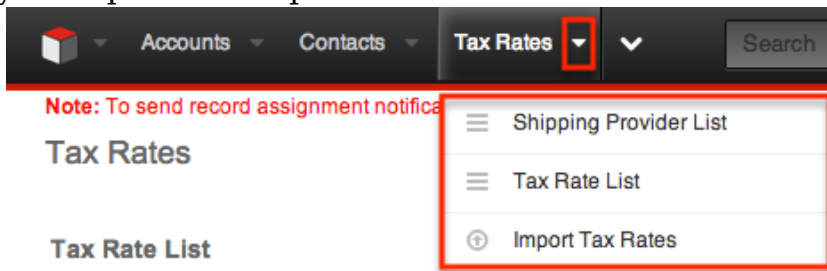 Accounts Contacts Tax Rates Search
Note: To send record assignment notifica
Shipping Provider List
Tax Rates
Tax Rate List
Import Tax Rates
Tax Rate List